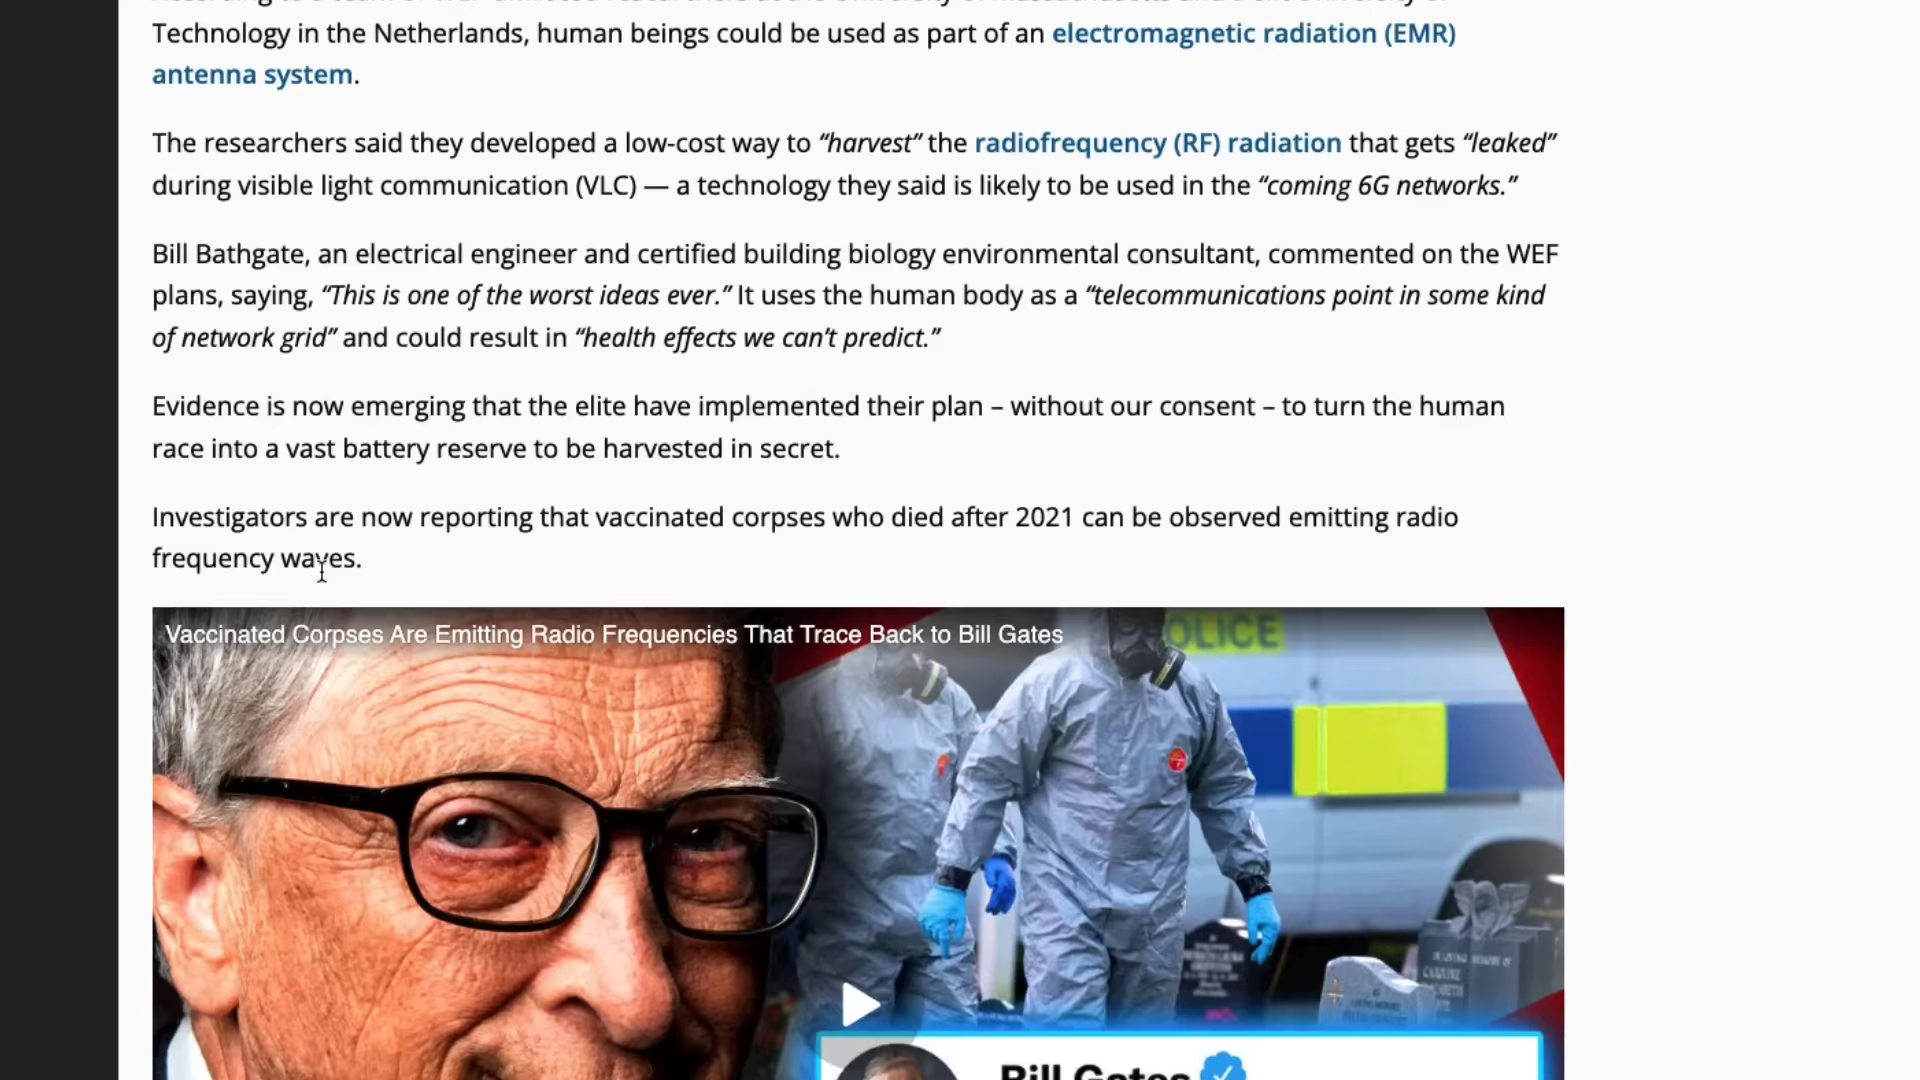 Technology in the Netherlands, human beings could be used as part of an electromagnetic radiation (EMR)
antenna system.
The researchers said they developed a low-cost way to “harvest” the radiofrequency (RF) radiation that gets “leaked”
during visible light communication (VLC) — a technology they said is likely to be used in the “coming 6G networks.”
Bill Bathgate, an electrical engineer and certified building biology environmental consultant, commented on the WEF
plans, saying, “This is one of the worst ideas ever.” It uses the human body as a “telecommunications point in some kind
of network grid” and could result in “health effects we can’t predict.”
Evidence is now emerging that the elite have implemented their plan – without our consent – to turn the human
race into a vast battery reserve to be harvested in secret.
Investigators are now reporting that vaccinated corpses who died after 2021 can be observed emitting radio
frequency waves.
Vaccinated Corpses Are Emitting Radio Frequencies That Trace Back to Bill Gates
OLICE
Bill Gates